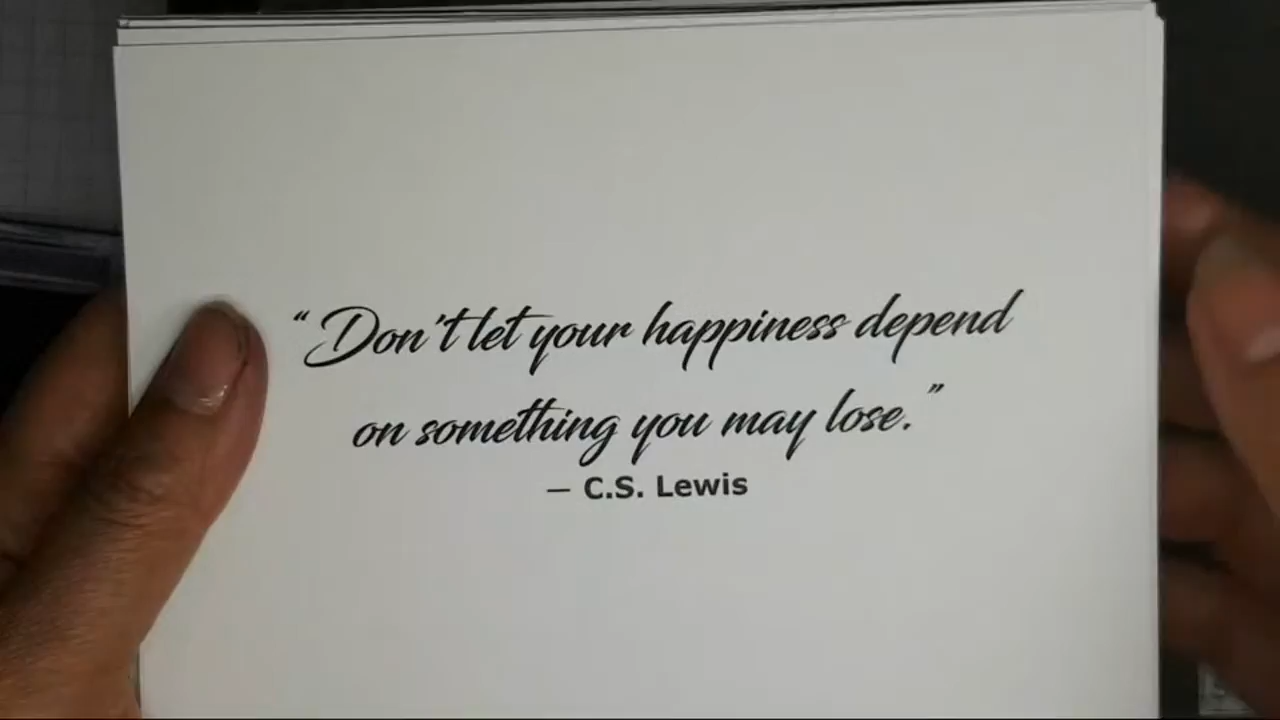 “Don't let your happiness depend
on something you may lose.”
— C.S. Lewis